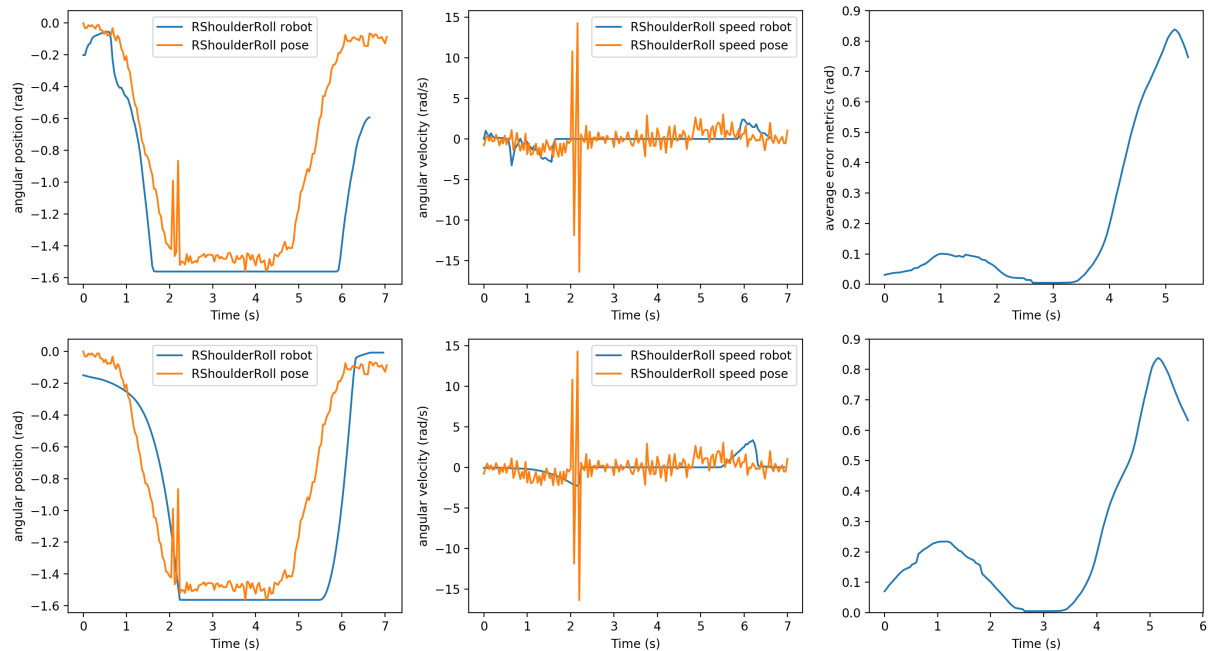 RShoulderRoll robot
RShoulderRoll pose
angular position (rad)
0.0
−0.2
−0.4
−0.6
−0.8
−1.0
−1.2
−1.4
−1.6
0 1 2 3 4 5 6 7
Time (s)
RShoulderRoll speed robot
RShoulderRoll speed pose
angular velocity (rad/s)
15
10
5
0
−5
−10
−15
0 1 2 3 4 5 6 7
Time (s)
average error metrics (rad)
0.9
0.8
0.7
0.6
0.5
0.4
0.3
0.2
0.1
0.0
0 1 2 3 4 5
Time (s)
RShoulderRoll robot
RShoulderRoll pose
angular position (rad)
0.0
−0.2
−0.4
−0.6
−0.8
−1.0
−1.2
−1.4
−1.6
0 1 2 3 4 5 6 7
Time (s)
RShoulderRoll speed robot
RShoulderRoll speed pose
angular velocity (rad/s)
15
10
5
0
−5
−10
−15
0 1 2 3 4 5 6 7
Time (s)
average error metrics (rad)
0.9
0.8
0.7
0.6
0.5
0.4
0.3
0.2
0.1
0.0
0 1 2 3 4 5 6
Time (s)